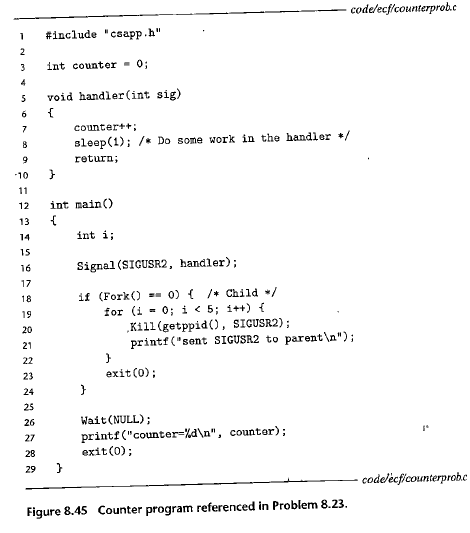 code/ecf/counterprob.c
1 #include "csapp.h"
2
3 int counter = 0;
4
5 void handler(int sig)
6 {
7 counter++;
8 sleep(1); /* Do some work in the handler */
9 return;
10 }
11
12 int main()
13 {
14 int i;
15
16 Signal(SIGUSR2, handler);
17
18 if (Fork() == 0) { /* Child */
19 for (i = 0; i < 5; i++) {
20 Kill(getppid(), SIGUSR2);
21 printf("sent SIGUSR2 to parent\n");
22 }
23 exit(0);
24 }
25
26 Wait(NULL);
27 printf("counter=%d\n", counter);
28 exit(0);
29 }
code/ecf/counterprob.c
Figure 8.45 Counter program referenced in Problem 8.23.